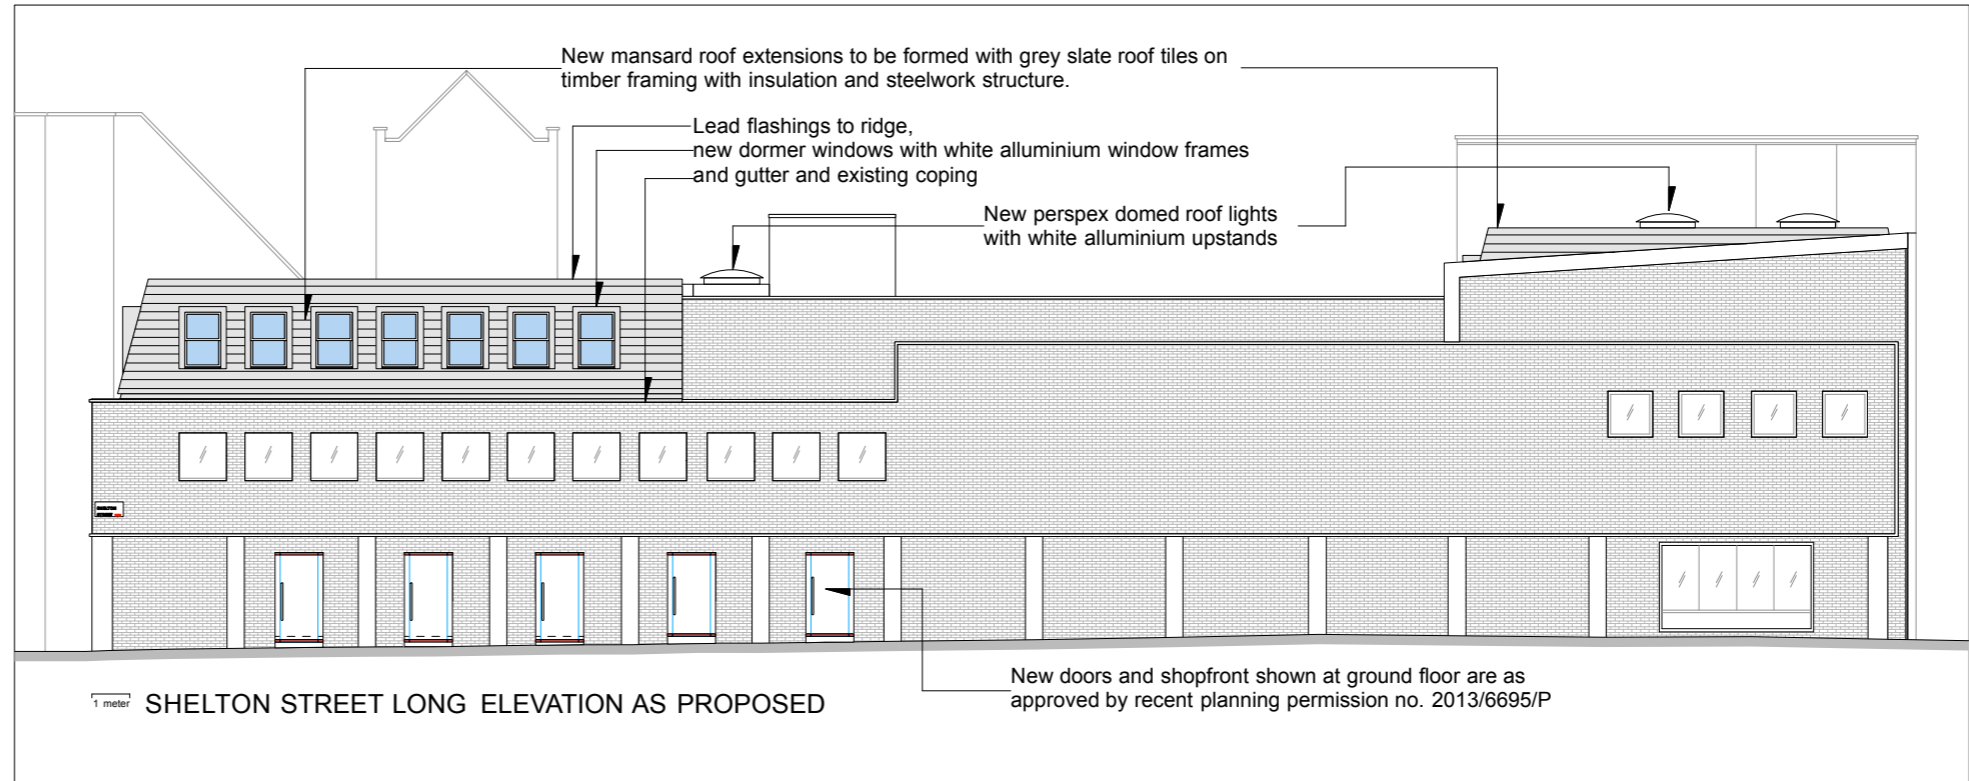 New mansard roof extensions to be formed with grey slate roof tiles on
timber framing with insulation and steelwork structure.
Lead flashings to ridge,
new dormer windows with white alluminium window frames
and gutter and existing coping
New perspex domed roof lights
with white alluminium upstands
SHELTON
STREET
New doors and shopfront shown at ground floor are as
approved by recent planning permission no. 2013/6695/P
1 meter
SHELTON STREET LONG ELEVATION AS PROPOSED